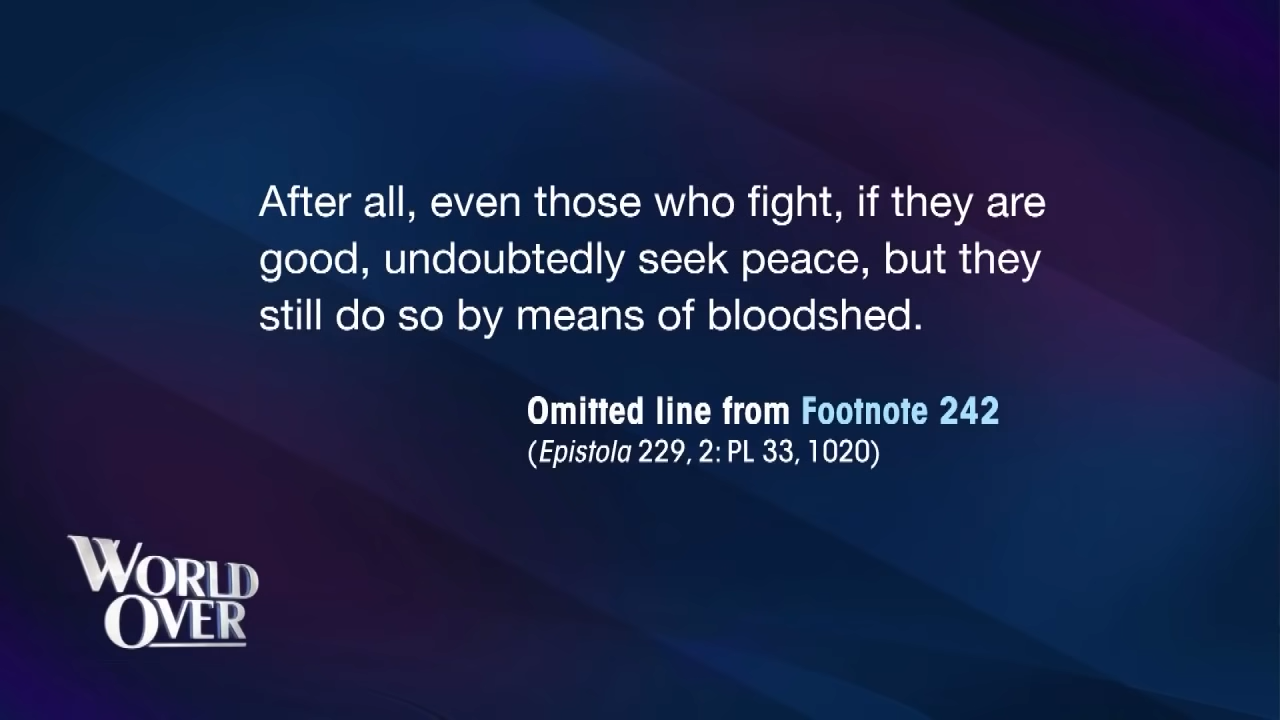 After all, even those who fight, if they are
good, undoubtedly seek peace, but they
still do so by means of bloodshed.
Omitted line from Footnote 242
(Epistola 229, 2: PL 33, 1020)
WORLD
OVER